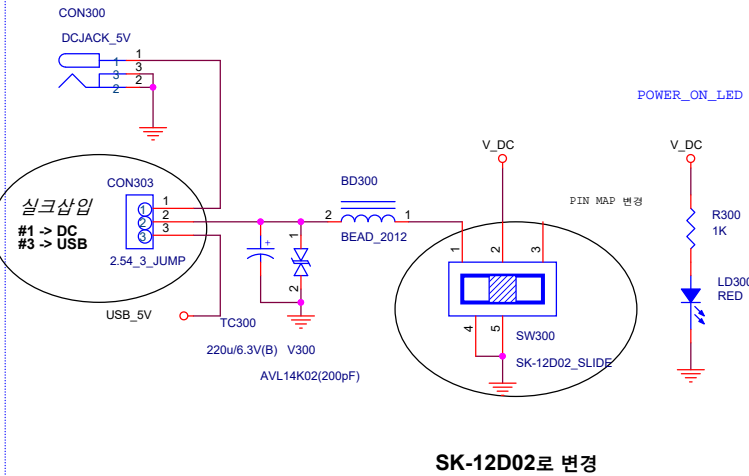 CON300
DCJACK_5V
1
1
3
3
2
2
POWER_ON_LED
V_DC
V_DC
실크삽입
#1 -> DC
#3 -> USB
CON303
1
1
2
2
3
3
2.54_3_JUMP
USB_5V
BD300
2
1
BEAD_2012
PIN MAP 변경
R300
1K
+
1
2
TC300
220u/6.3V(B)
V300
AVL14K02(200pF)
1
2
3
4
5
SW300
SK-12D02_SLIDE
LD300
RED
SK-12D02로 변경